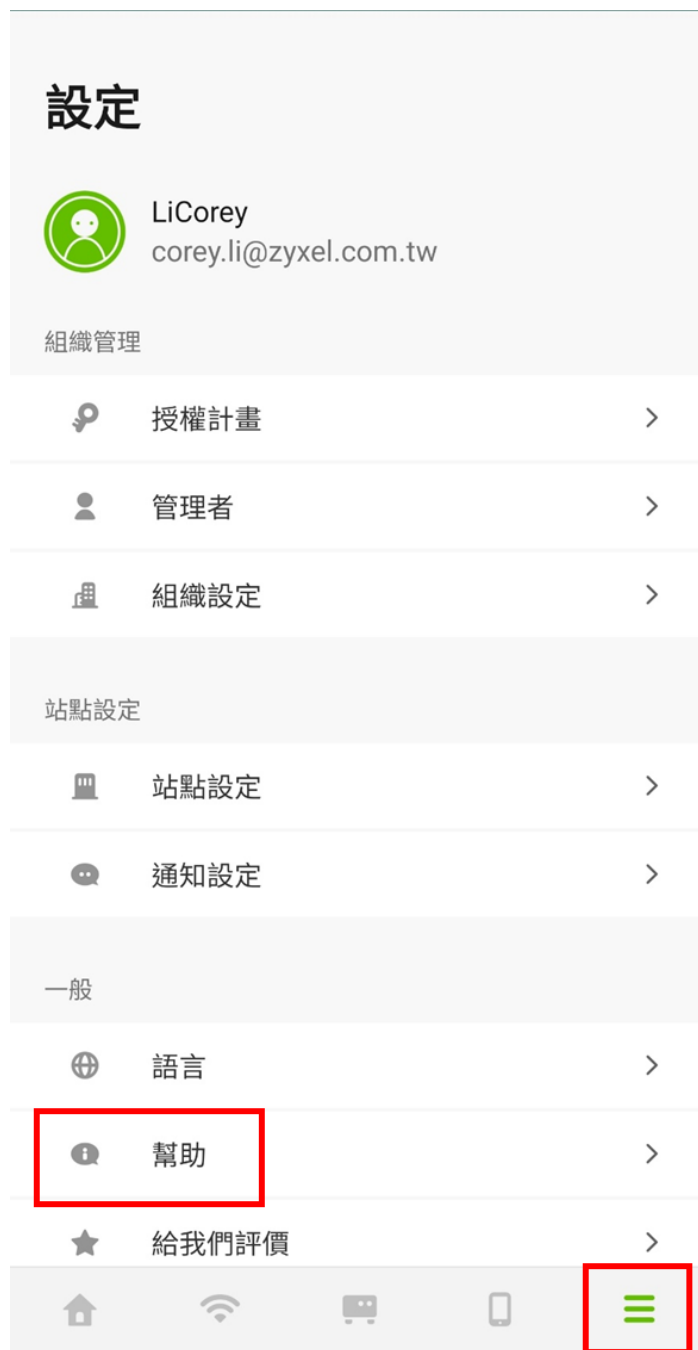 設定
LiCorey
corey.li@zyxel.com.tw
組織管理
授權計畫
管理者
組織設定
站點設定
站點設定
通知設定
一般
語言
幫助
給我們評價